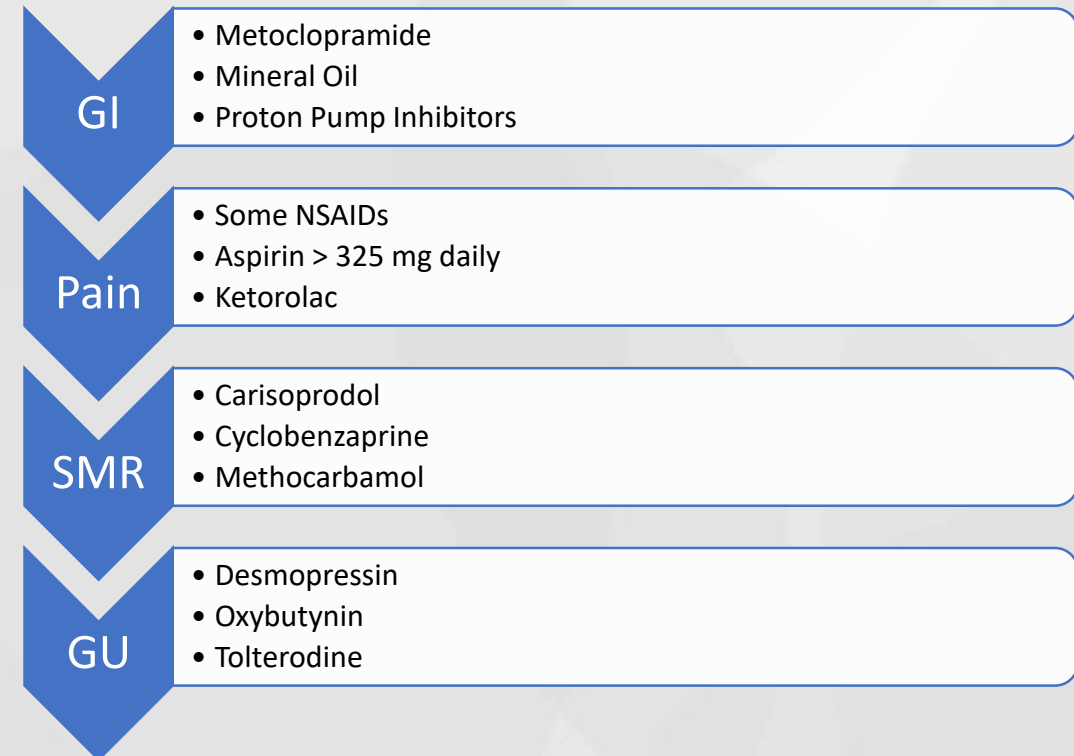 GI
• Metoclopramide
• Mineral Oil
• Proton Pump Inhibitors
Pain
• Some NSAIDs
• Aspirin > 325 mg daily
• Ketorolac
SMR
• Carisoprodol
• Cyclobenzaprine
• Methocarbamol
GU
• Desmopressin
• Oxybutynin
• Tolterodine